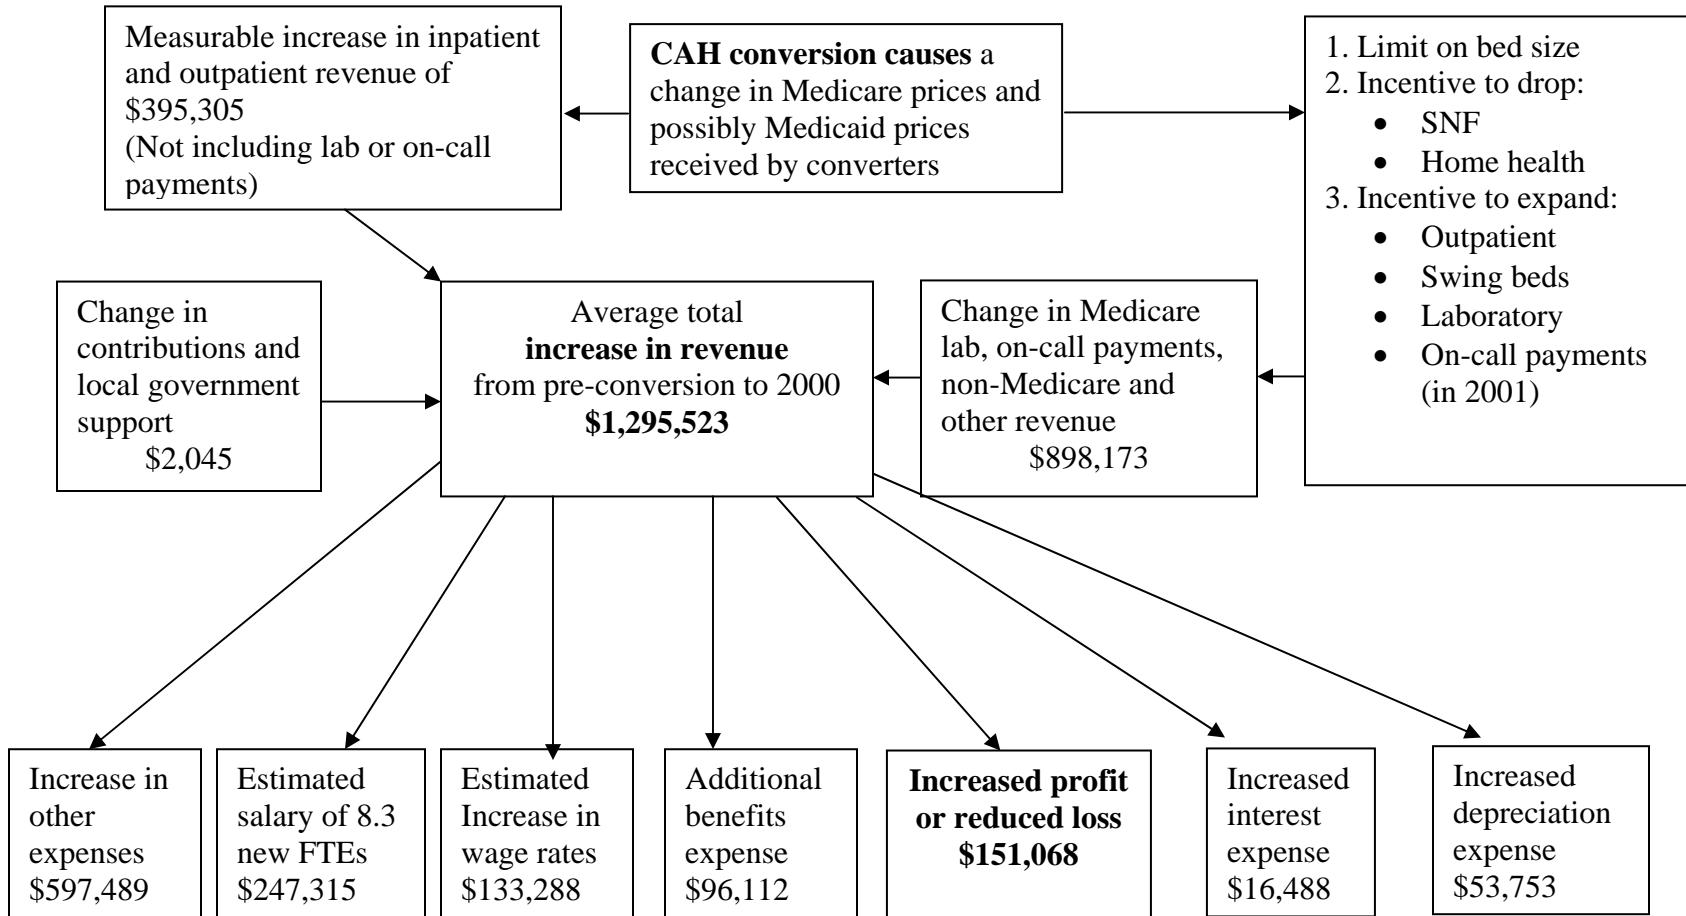 Measurable increase in inpatient
and outpatient revenue of
$395,305
(Not including lab or on-call
payments)
CAH conversion causes a
change in Medicare prices and
possibly Medicaid prices
received by converters
1. Limit on bed size
2. Incentive to drop:
• SNF
• Home health
3. Incentive to expand:
• Outpatient
• Swing beds
• Laboratory
• On-call payments
(in 2001)
Change in
contributions and
local government
support
$2,045
Average total
increase in revenue
from pre-conversion to 2000
$1,295,523
Change in Medicare
lab, on-call payments,
non-Medicare and
other revenue
$898,173
Increase in
other
expenses
$597,489
Estimated
salary of 8.3
new FTEs
$247,315
Estimated
Increase in
wage rates
$133,288
Additional
benefits
expense
$96,112
Increased profit
or reduced loss
$151,068
Increased
interest
expense
$16,488
Increased
depreciation
expense
$53,753